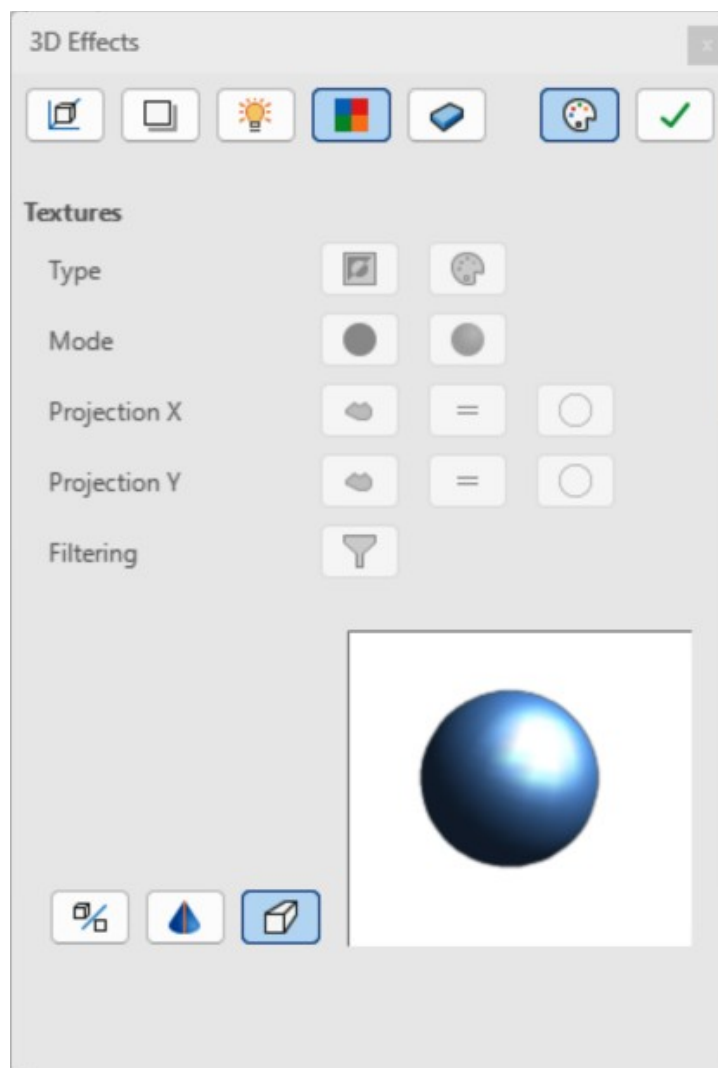 3D Effects
x
Textures
Type
Mode
Projection X
Projection Y
Filtering